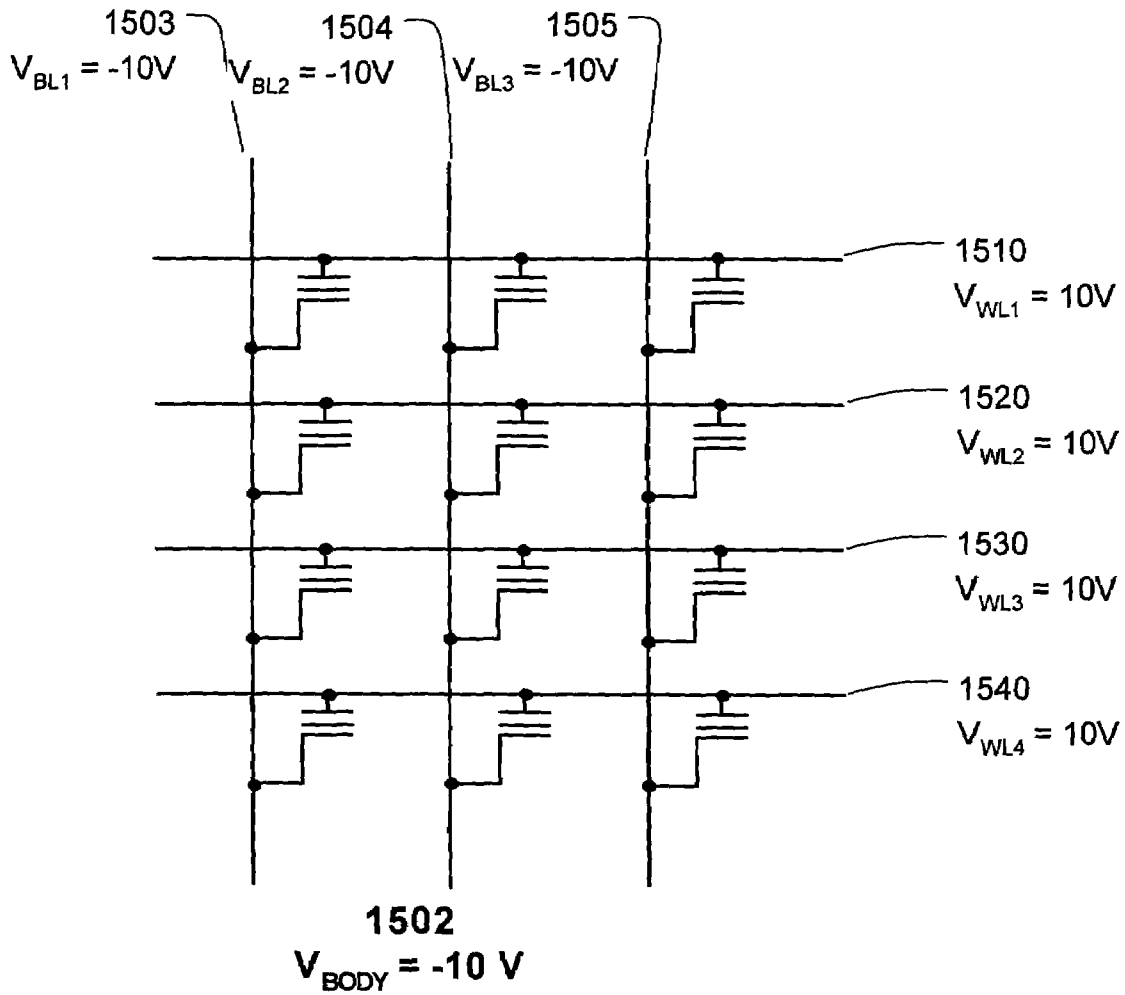 1503
V_BL1 = -10V
1504
V_BL2 = -10V
1505
V_BL3 = -10V
1510
V_WL1 = 10V
1520
V_WL2 = 10V
1530
V_WL3 = 10V
1540
V_WL4 = 10V
1502
V_BODY = -10 V